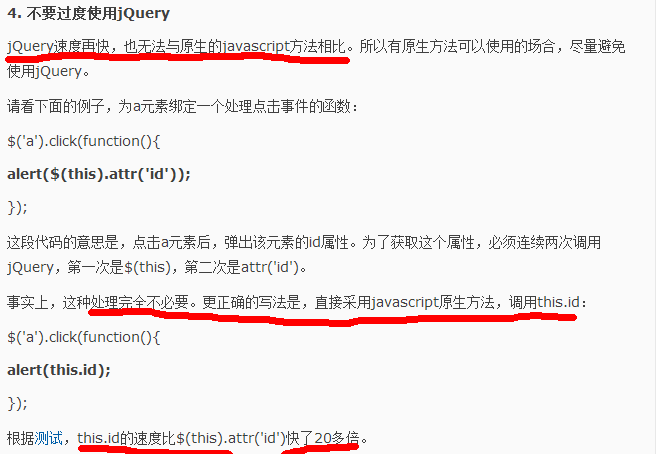 4. 不要过度使用jQuery
jQuery速度再快，也无法与原生的javascript方法相比。所以有原生方法可以使用的场合，尽量避免
使用jQuery。
请看下面的例子，为a元素绑定一个处理点击事件的函数：
$('a').click(function(){
alert($(this).attr('id'));
});
这段代码的意思是，点击a元素后，弹出该元素的id属性。为了获取这个属性，必须连续两次调用
jQuery，第一次是$(this)，第二次是attr('id')。
事实上，这种处理完全不必要。更正确的写法是，直接采用javascript原生方法，调用this.id：
$('a').click(function(){
alert(this.id);
});
根据测试，this.id的速度比$(this).attr('id')快了20多倍。